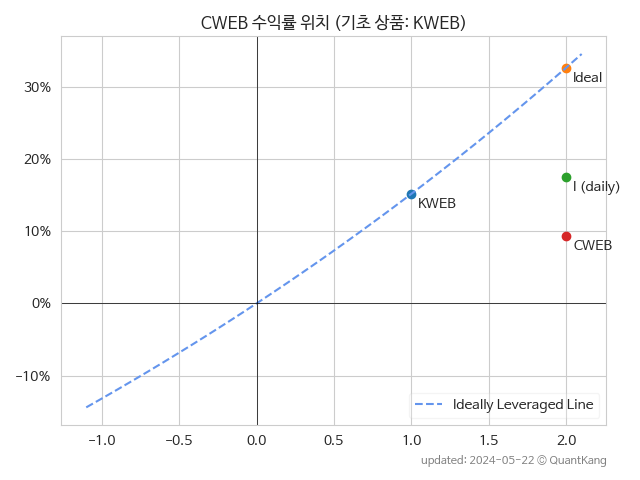 CWEB 수익률 위치 (기초 상품: KWEB)
30%
20%
10%
0%
−10%
Ideal
I (daily)
KWEB
CWEB
Ideally Leveraged Line
−1.0 −0.5 0.0 0.5 1.0 1.5 2.0
updated: 2024-05-22 © QuantKang